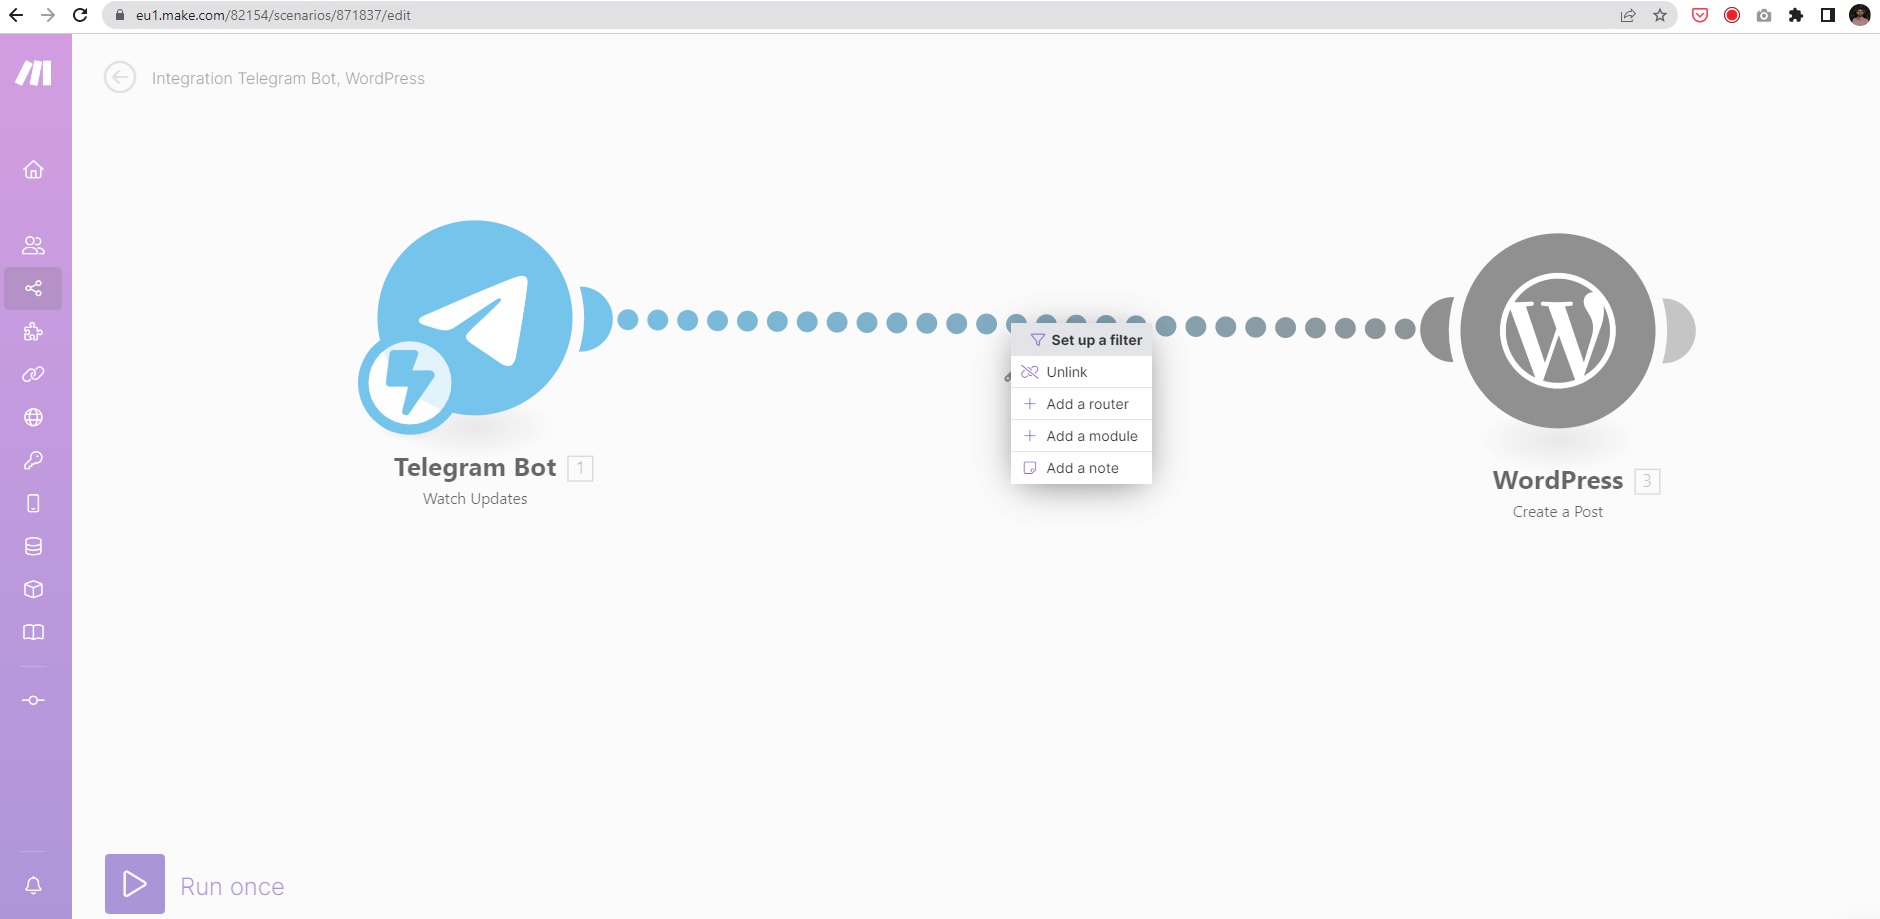 eu1.make.com/82154/scenarios/871837/edit
Integration Telegram Bot, WordPress
Set up a filter
Unlink
Add a router
Add a module
Add a note
Telegram Bot 1
Watch Updates
WordPress 3
Create a Post
Run once